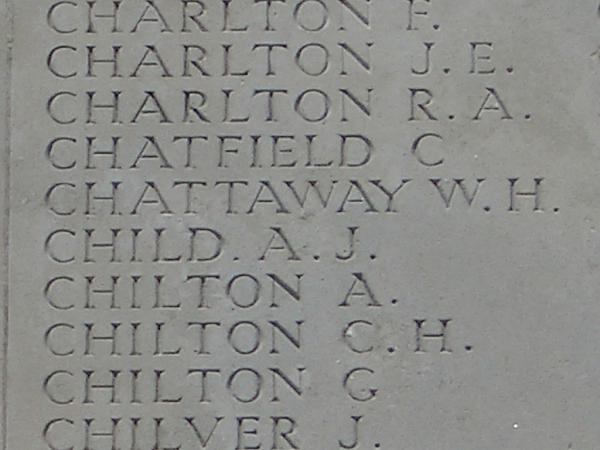 CHARLTON F.
CHARLTON J. E.
CHARLTON R. A.
CHATFIELD C
CHATTAWAY W. H.
CHILD. A. J.
CHILTON A.
CHILTON C. H.
CHILTON G
CHILVER J.